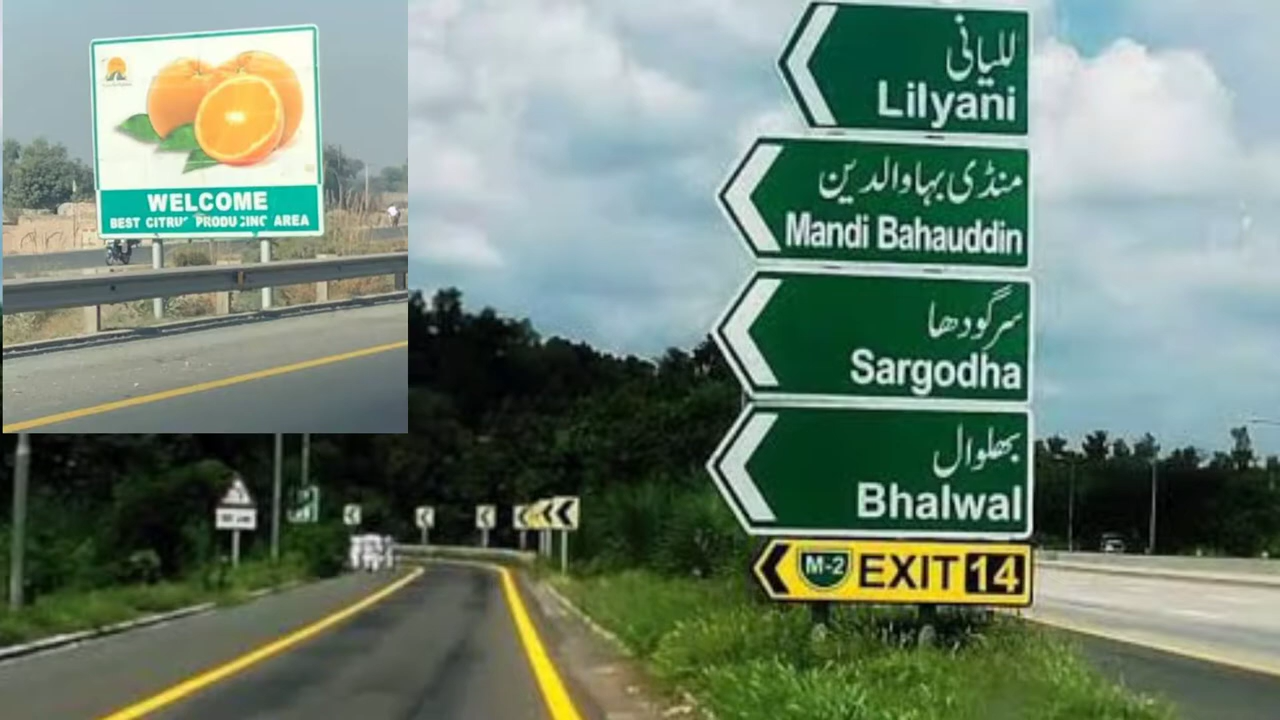 WELCOME
BEST CITRUS PRODUCING AREA
للیانی
Lilyani
منڈی بہاوالدین
Mandi Bahauddin
سرگودھا
Sargodha
بھلوال
Bhalwal
M-2 EXIT 14